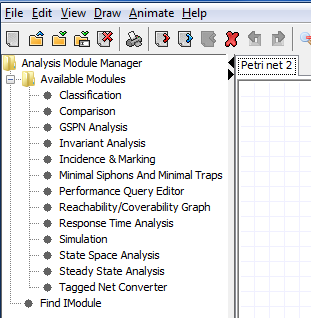 File Edit View Draw Animate Help
Analysis Module Manager
Petri net 2
Available Modules
Classification
Comparison
GSPN Analysis
Invariant Analysis
Incidence & Marking
Minimal Siphons And Minimal Traps
Performance Query Editor
Reachability/Coverability Graph
Response Time Analysis
Simulation
State Space Analysis
Steady State Analysis
Tagged Net Converter
Find IModule